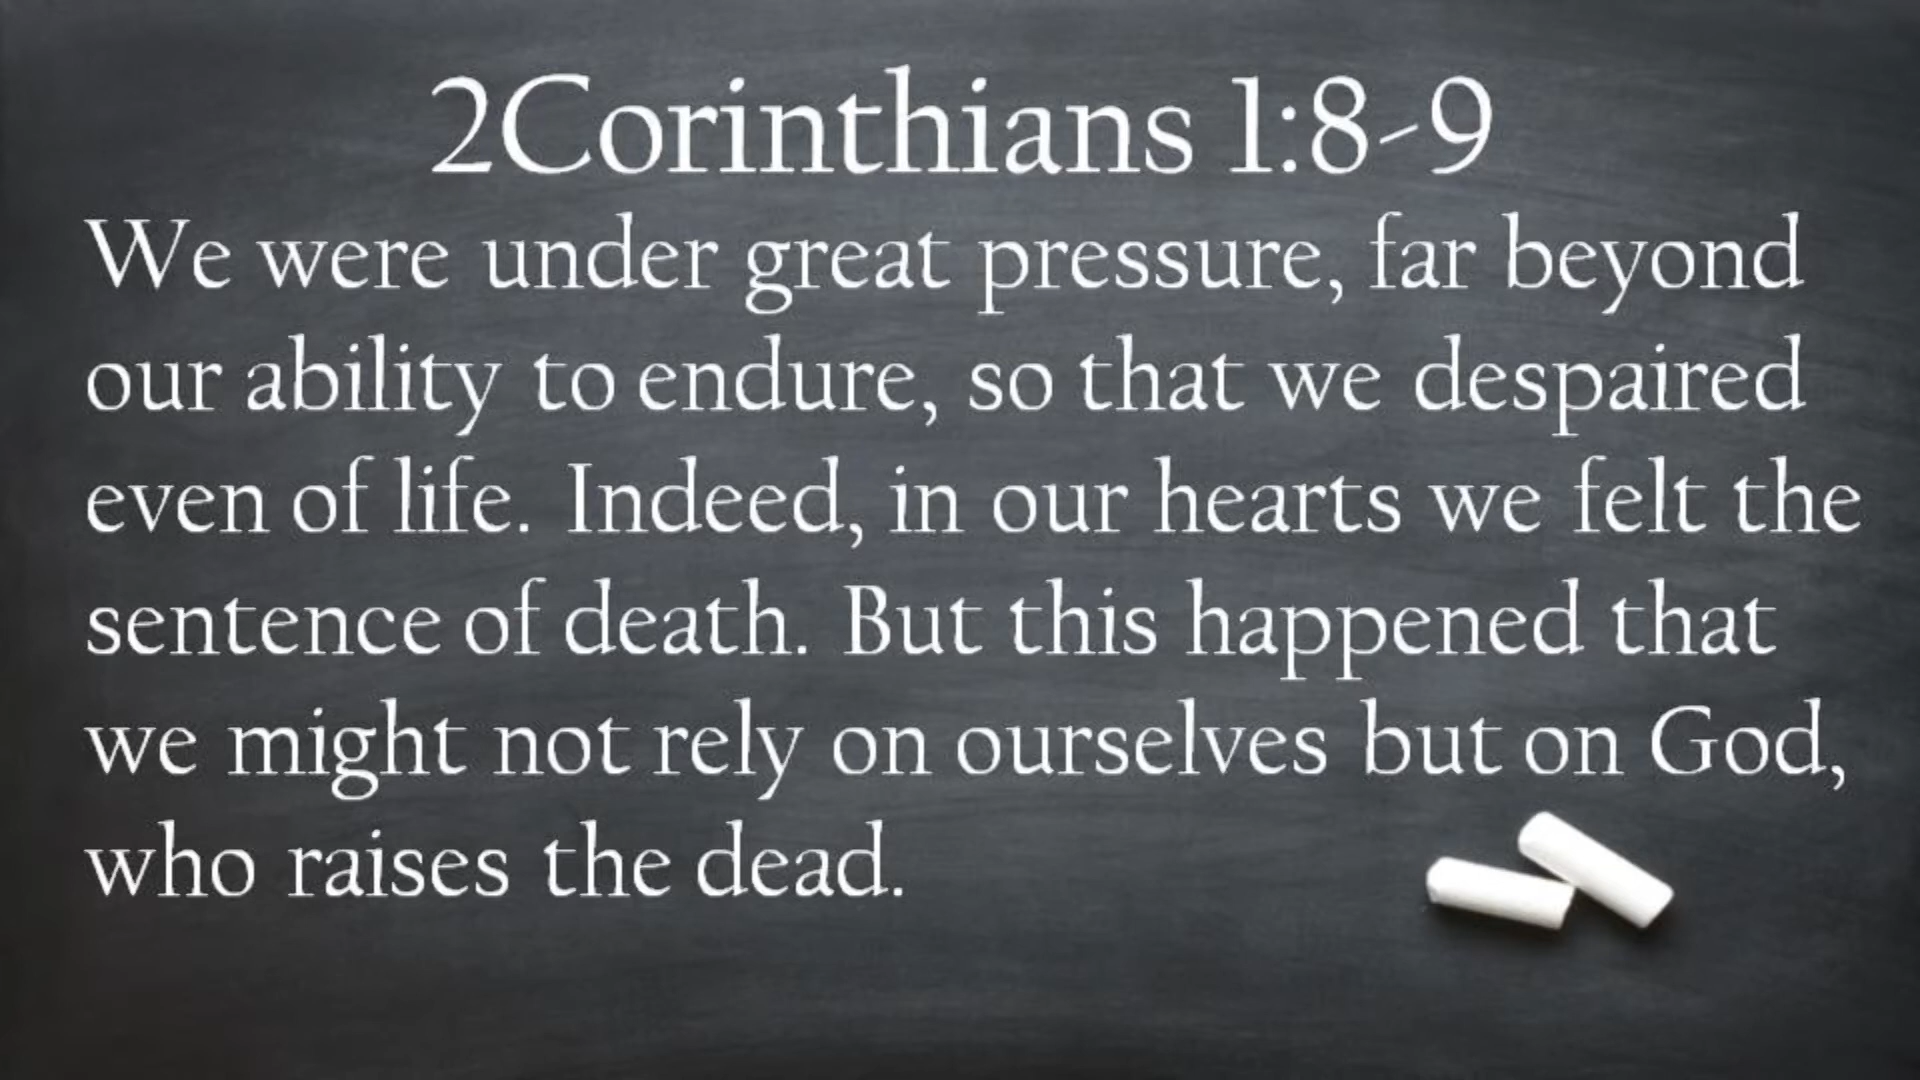 2Corinthians 1:8-9
We were under great pressure, far beyond
our ability to endure, so that we despaired
even of life. Indeed, in our hearts we felt the
sentence of death. But this happened that
we might not rely on ourselves but on God,
who raises the dead.